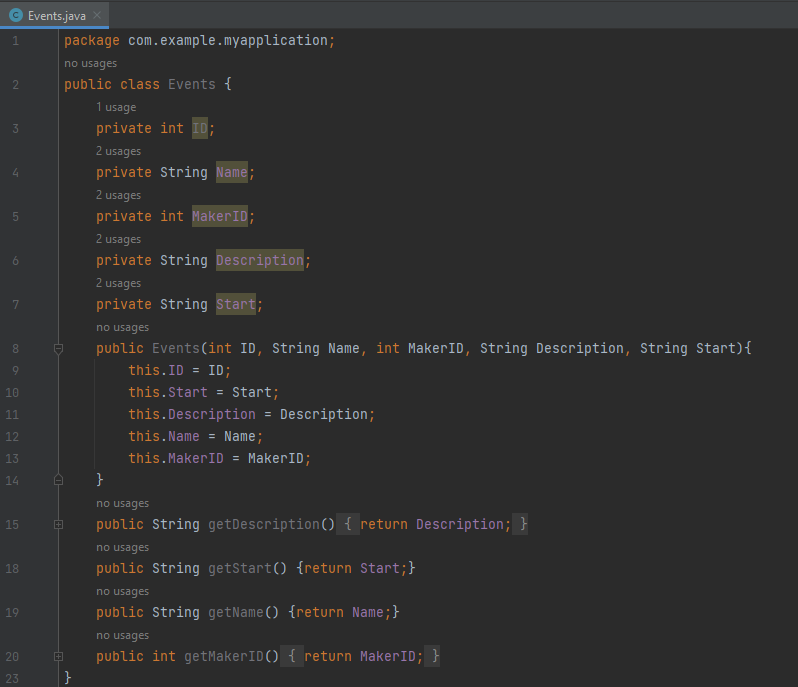 Events.java
1 package com.example.myapplication;
no usages
2 public class Events {
1 usage
3 private int ID;
2 usages
4 private String Name;
2 usages
5 private int MakerID;
2 usages
6 private String Description;
2 usages
7 private String Start;
no usages
8 public Events(int ID, String Name, int MakerID, String Description, String Start){
9 this.ID = ID;
10 this.Start = Start;
11 this.Description = Description;
12 this.Name = Name;
13 this.MakerID = MakerID;
14 }
no usages
15 public String getDescription() { return Description; }
no usages
18 public String getStart() {return Start;}
no usages
19 public String getName() {return Name;}
no usages
20 public int getMakerID() { return MakerID; }
23 }